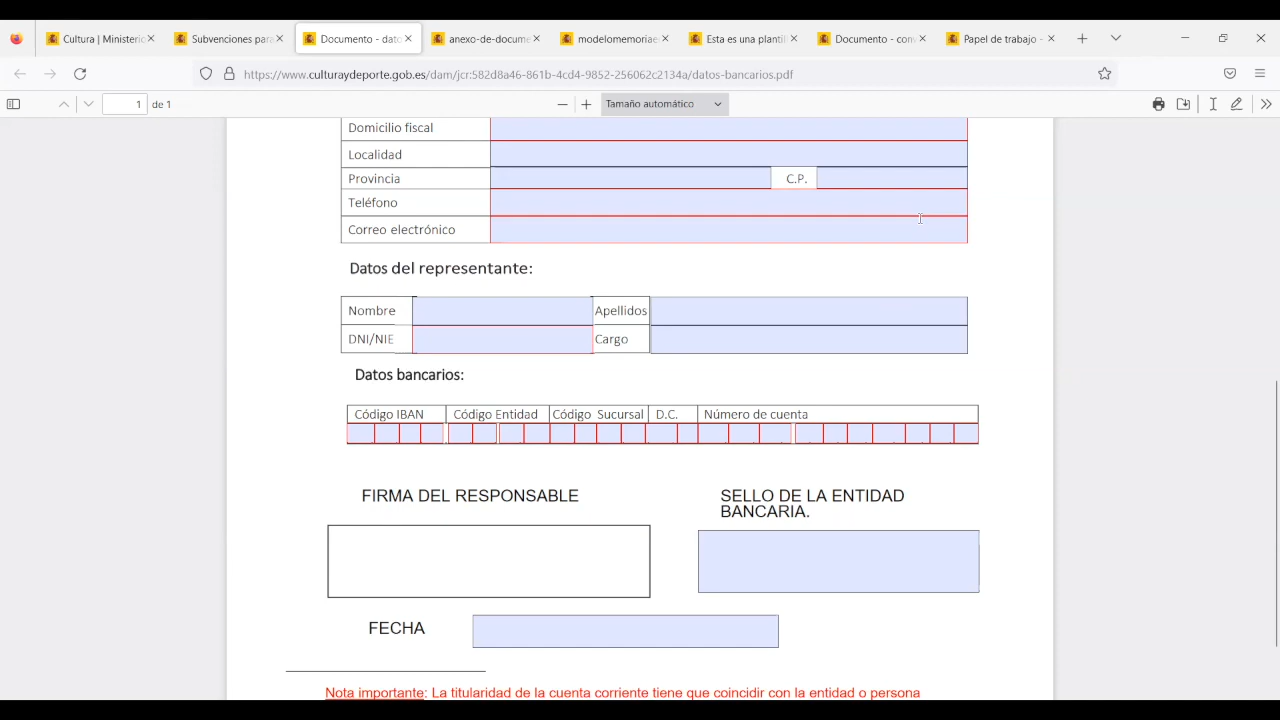 Cultura | Ministerio
Subvenciones para
Documento - dato
anexo-de-docume
modelomemoriae
Esta es una plantil
Documento - con
Papel de trabajo -
https://www.culturaydeporte.gob.es/dam/jcr:582d8a46-861b-4cd4-9852-256062c2134a/datos-bancarios.pdf
1 de 1
Tamaño automático
Domicilio fiscal
Localidad
Provincia C.P.
Teléfono
Correo electrónico
Datos del representante:
Nombre Apellidos
DNI/NIE Cargo
Datos bancarios:
Código IBAN Código Entidad Código Sucursal D.C. Número de cuenta
FIRMA DEL RESPONSABLE
SELLO DE LA ENTIDAD
BANCARIA.
FECHA
Nota importante: La titularidad de la cuenta corriente tiene que coincidir con la entidad o persona